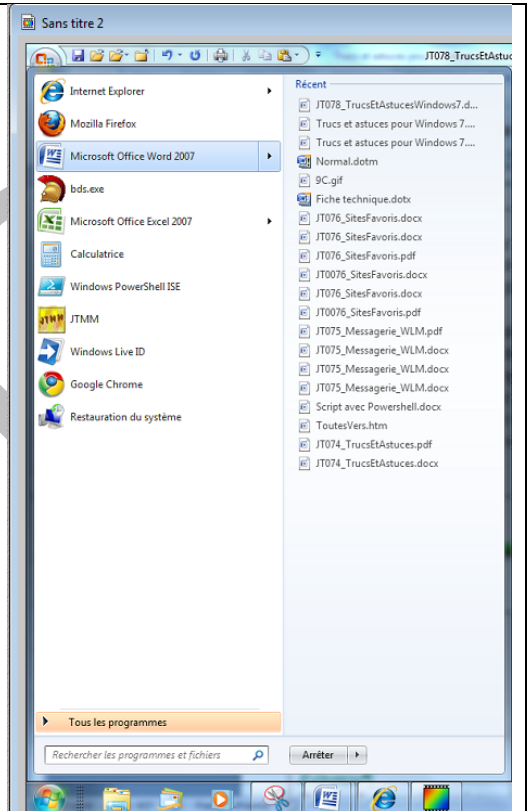 Sans titre 2
JT078_TrucsEtAstuc
Internet Explorer
Mozilla Firefox
Microsoft Office Word 2007
bds.exe
Microsoft Office Excel 2007
Calculatrice
Windows PowerShell ISE
JTMM
Windows Live ID
Google Chrome
Restauration du système
Tous les programmes
Rechercher les programmes et fichiers
Récent
JT078_TrucsEtAstucesWindows7.d...
Trucs et astuces pour Windows 7....
Trucs et astuces pour Windows 7....
Normal.dotm
9C.gif
Fiche technique.dotx
JT076_SitesFavoris.docx
JT076_SitesFavoris.docx
JT076_SitesFavoris.pdf
JT0076_SitesFavoris.docx
JT076_SitesFavoris.docx
JT0076_SitesFavoris.pdf
JT075_Messagerie_WLM.pdf
JT075_Messagerie_WLM.docx
JT075_Messagerie_WLM.docx
JT075_Messagerie_WLM.docx
Script avec Powershell.docx
ToutesVers.htm
JT074_TrucsEtAstuces.pdf
JT074_TrucsEtAstuces.docx
Arrêter